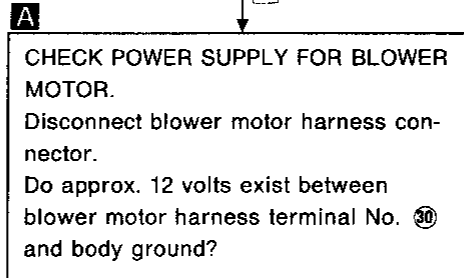 A
CHECK POWER SUPPLY FOR BLOWER
MOTOR.
Disconnect blower motor harness con-
nector.
Do approx. 12 volts exist between
blower motor harness terminal No. ㉚
and body ground?